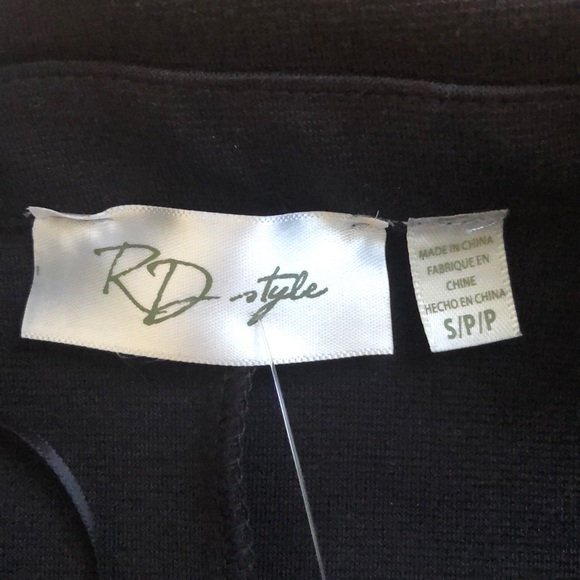 RD style
MADE IN CHINA
FABRIQUE EN
CHINE
HECHO EN CHINA
S/P/P